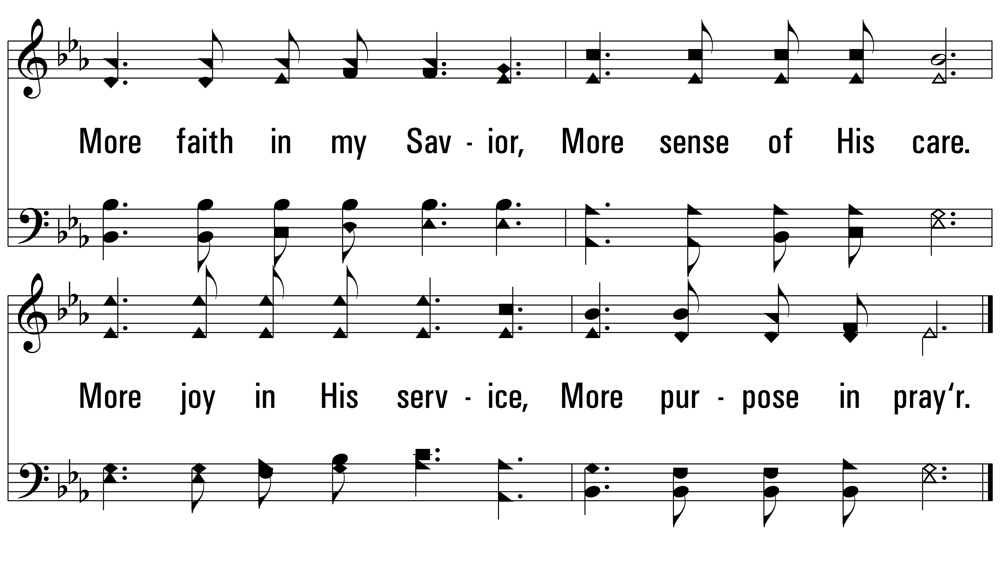 More faith in my Sav - ior, More sense of His care.
More joy in His serv - ice, More pur - pose in pray‘r.